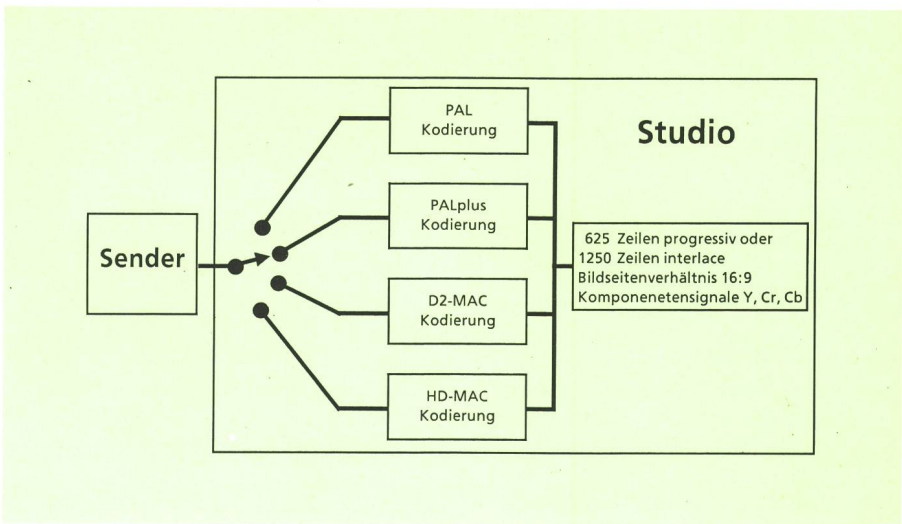 PAL
Kodierung
Studio
PALplus
Kodierung
Sender
625 Zeilen progressiv oder
1250 Zeilen interlace
Bildseitenverhältnis 16:9
Komponenetensignale Y, Cr, Cb
D2-MAC
Kodierung
HD-MAC
Kodierung